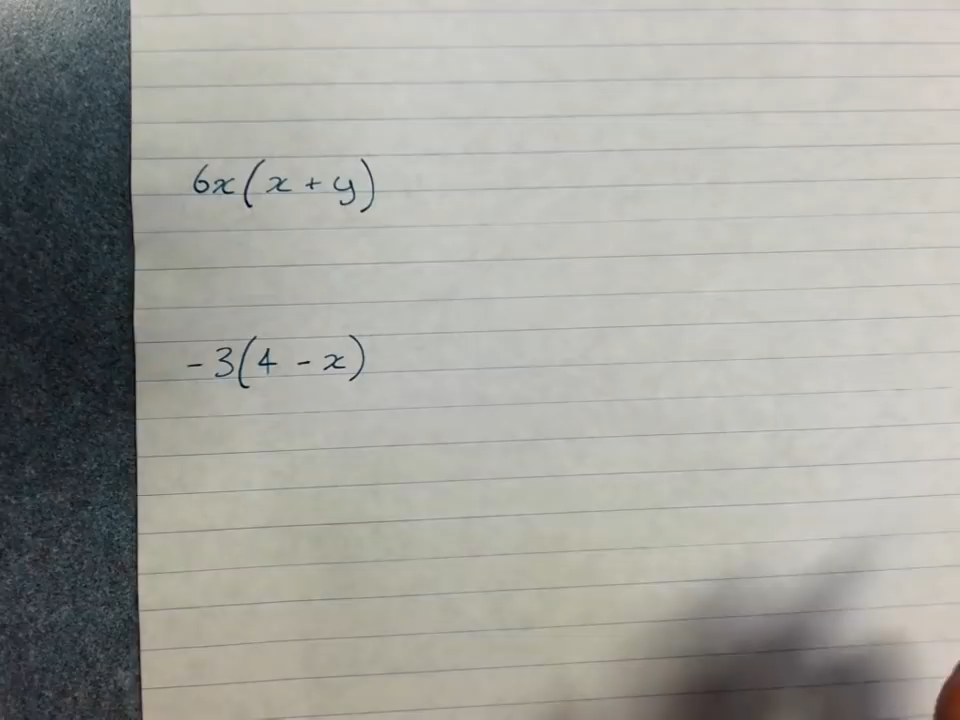 6x(x + y)
-3(4 - x)